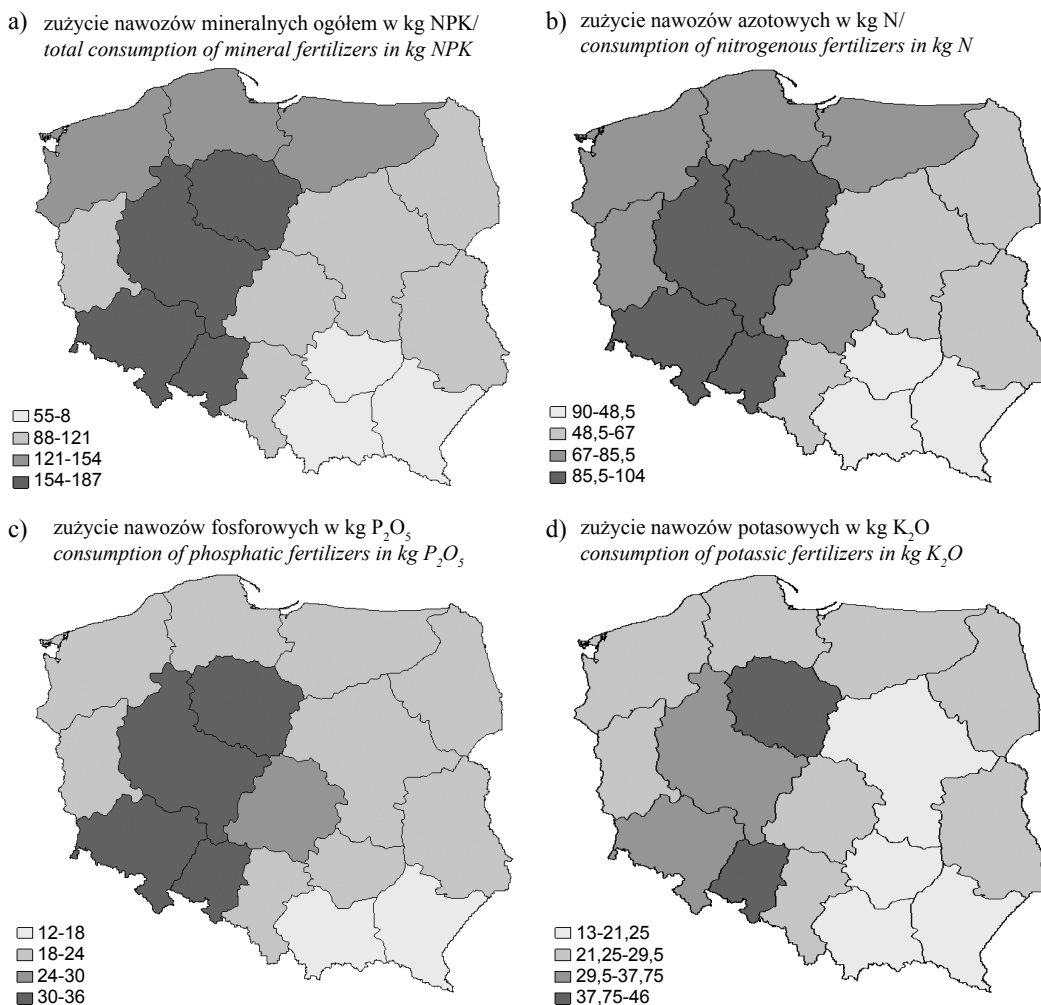 a) zużycie nawozów mineralnych ogółem w kg NPK/
total consumption of mineral fertilizers in kg NPK
55-8
88-121
121-154
154-187
b) zużycie nawozów azotowych w kg N/
consumption of nitrogenous fertilizers in kg N
90-48,5
48,5-67
67-85,5
85,5-104
c) zużycie nawozów fosforowych w kg P₂O₅
consumption of phosphatic fertilizers in kg P₂O₅
12-18
18-24
24-30
30-36
d) zużycie nawozów potasowych w kg K₂O
consumption of potassic fertilizers in kg K₂O
13-21,25
21,25-29,5
29,5-37,75
37,75-46